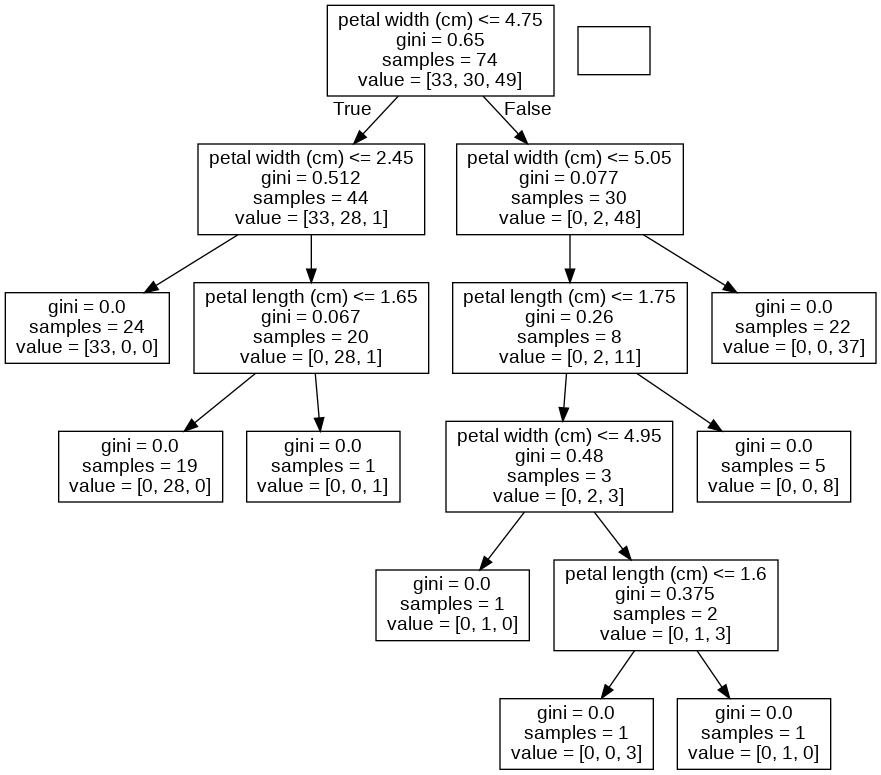 petal width (cm) <= 4.75
gini = 0.65
samples = 74
value = [33, 30, 49]
True
False
petal width (cm) <= 2.45
gini = 0.512
samples = 44
value = [33, 28, 1]
petal width (cm) <= 5.05
gini = 0.077
samples = 30
value = [0, 2, 48]
gini = 0.0
samples = 24
value = [33, 0, 0]
petal length (cm) <= 1.65
gini = 0.067
samples = 20
value = [0, 28, 1]
petal length (cm) <= 1.75
gini = 0.26
samples = 8
value = [0, 2, 11]
gini = 0.0
samples = 22
value = [0, 0, 37]
gini = 0.0
samples = 19
value = [0, 28, 0]
gini = 0.0
samples = 1
value = [0, 0, 1]
petal width (cm) <= 4.95
gini = 0.48
samples = 3
value = [0, 2, 3]
gini = 0.0
samples = 5
value = [0, 0, 8]
gini = 0.0
samples = 1
value = [0, 1, 0]
petal length (cm) <= 1.6
gini = 0.375
samples = 2
value = [0, 1, 3]
gini = 0.0
samples = 1
value = [0, 0, 3]
gini = 0.0
samples = 1
value = [0, 1, 0]